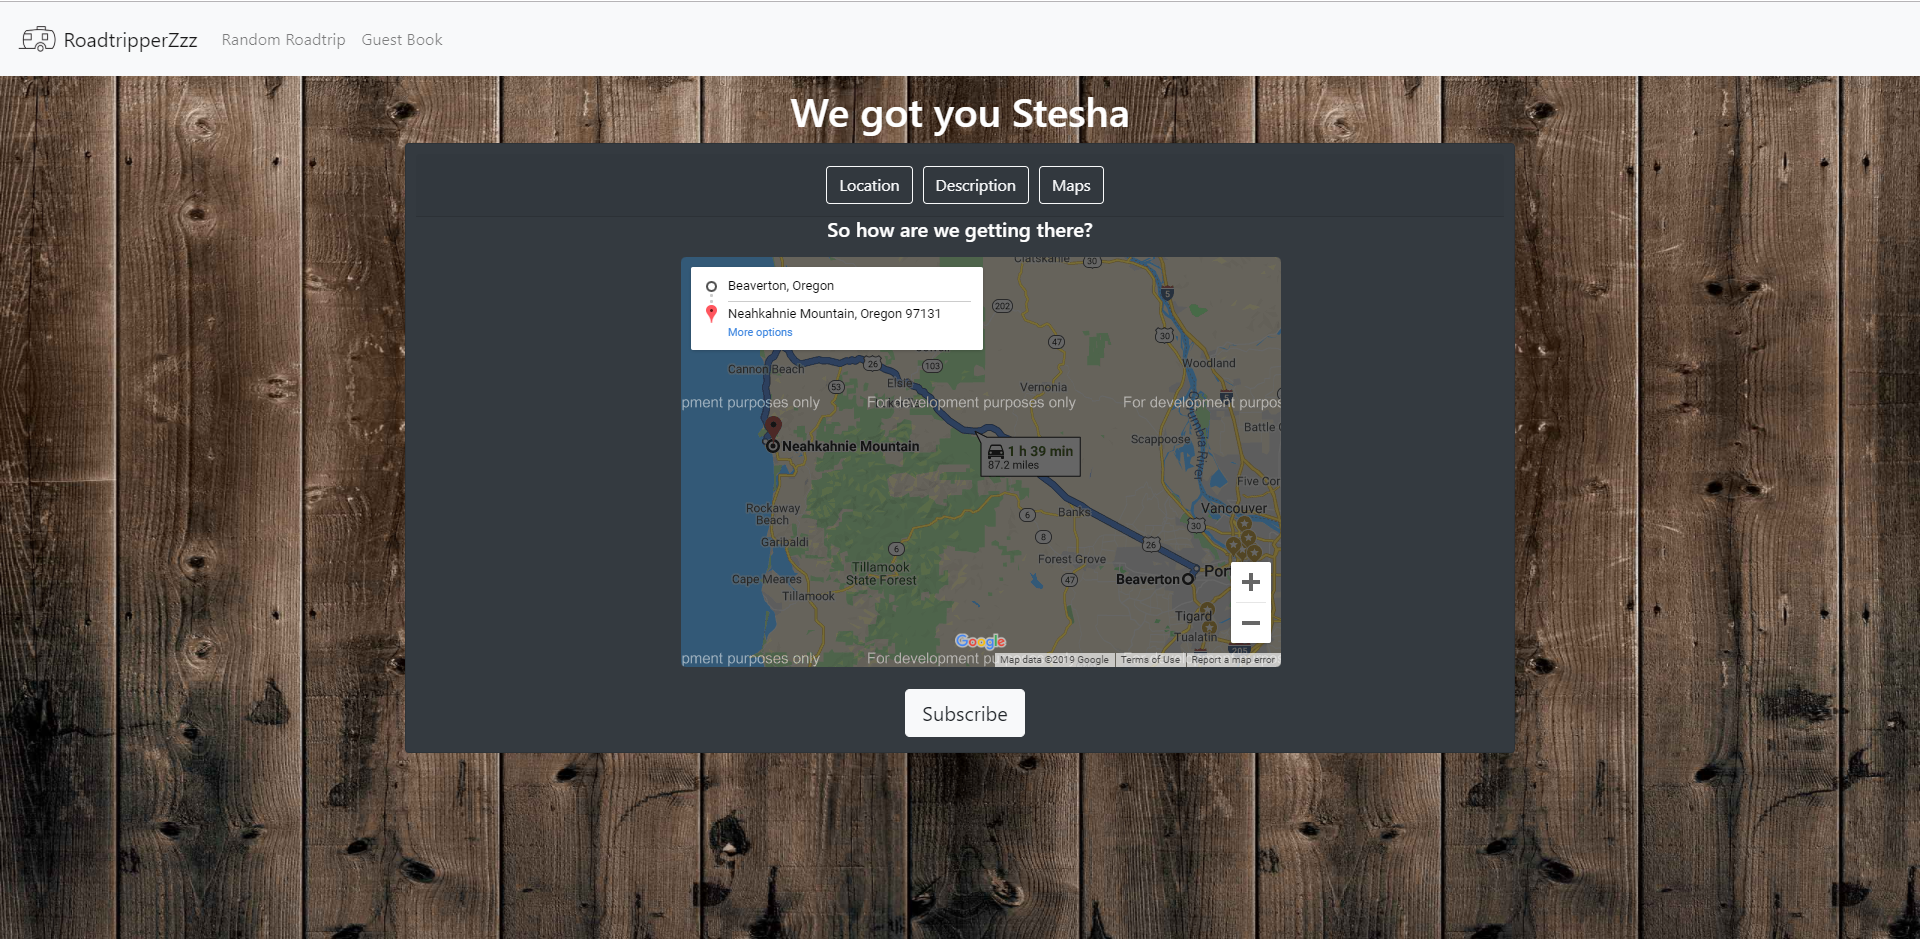 RoadtripperZzz Random Roadtrip Guest Book
We got you Stesha
Location Description Maps
So how are we getting there?
Beaverton, Oregon
Neahkahnie Mountain, Oregon 97131
More options
Clatskanie 30
5
202
30
47
Woodland
26
103
Cannon Beach
53
Elsie
Vernonia
5
pment purposes only For development purposes only For development purpos
Battle
Scappoose
Columbia River
Neahkahnie Mountain
1 h 39 min
87.2 miles
Five Cor
Rockaway
Beach
6
Banks
Vancouver
30
Garibaldi
8
26
6
Forest Grove
Tillamook
State Forest
Cape Meares
47
Beaverton
Por
Tillamook
Tigard
Tualatin
205
Google
pment purposes only For development pu
Map data ©2019 Google Terms of Use Report a map error
Subscribe